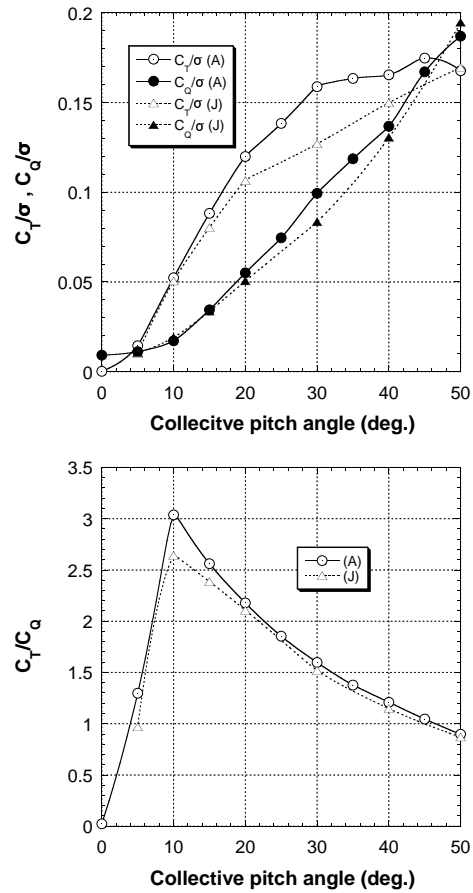 0.2
0.15
0.1
0.05
0
C_T/σ , C_Q/σ
C_T/σ (A)
C_Q/σ (A)
C_T/σ (J)
C_Q/σ (J)
0 10 20 30 40 50
Collecitve pitch angle (deg.)
3.5
3
2.5
2
1.5
1
0.5
0
C_T/C_Q
(A)
(J)
0 10 20 30 40 50
Collecitve pitch angle (deg.)